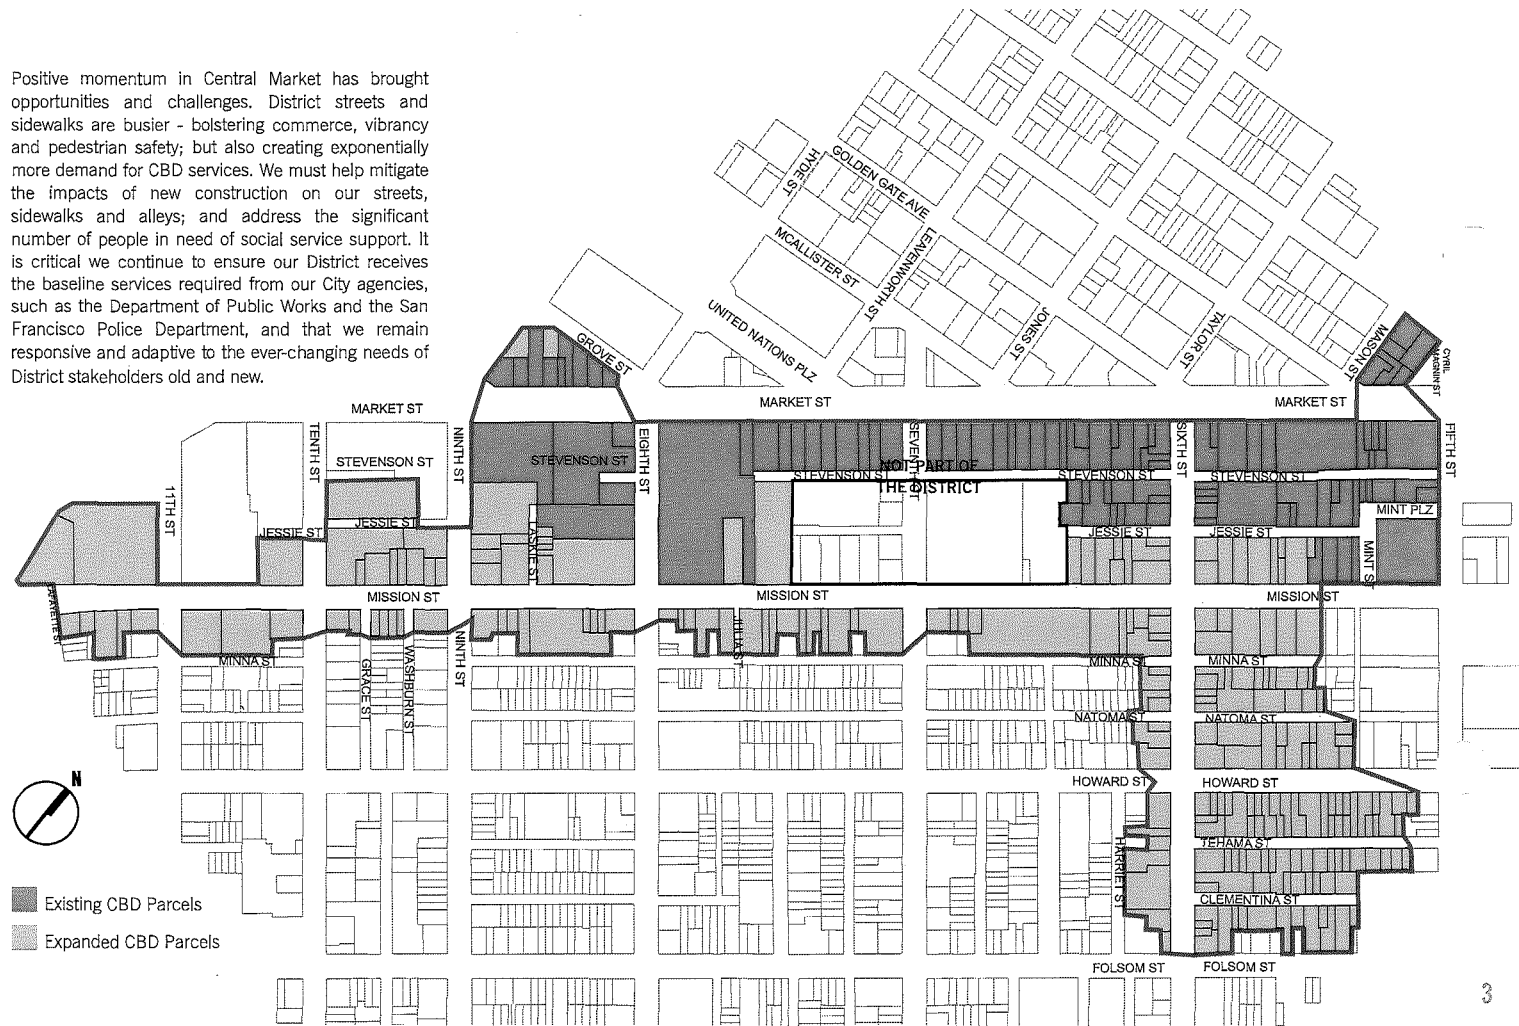 Positive momentum in Central Market has brought
opportunities and challenges. District streets and
sidewalks are busier - bolstering commerce, vibrancy
and pedestrian safety; but also creating exponentially
more demand for CBD services. We must help mitigate
the impacts of new construction on our streets,
sidewalks and alleys; and address the significant
number of people in need of social service support. It
is critical we continue to ensure our District receives
the baseline services required from our City agencies,
such as the Department of Public Works and the San
Francisco Police Department, and that we remain
responsive and adaptive to the ever-changing needs of
District stakeholders old and new.
HYDE ST
GOLDEN GATE AVE
MCALLISTER ST
LEAVENWORTH ST
UNITED NATIONS PLZ
JONES ST
TAYLOR ST
MASON ST
CYRIL
MAGNIN ST
GROVE ST
MARKET ST
MARKET ST
MARKET ST
TENTH ST
NINTH ST
EIGHTH ST
SEVENTH ST
SIXTH ST
FIFTH ST
STEVENSON ST
STEVENSON ST
STEVENSON ST
STEVENSON ST
STEVENSON ST
NOT PART OF
THE DISTRICT
11TH ST
JESSIE ST
JESSIE ST
LASKIE ST
JESSIE ST
JESSIE ST
MINT PLZ
MINT ST
LAFAYETTE ST
MISSION ST
MISSION ST
MISSION ST
MINNA ST
GRACE ST
WASHBURN ST
NINTH ST
JULIA ST
MINNA ST
MINNA ST
NATOMA ST
NATOMA ST
HOWARD ST
HOWARD ST
HARRIET ST
TEHAMA ST
CLEMENTINA ST
FOLSOM ST
FOLSOM ST
N
Existing CBD Parcels
Expanded CBD Parcels
3